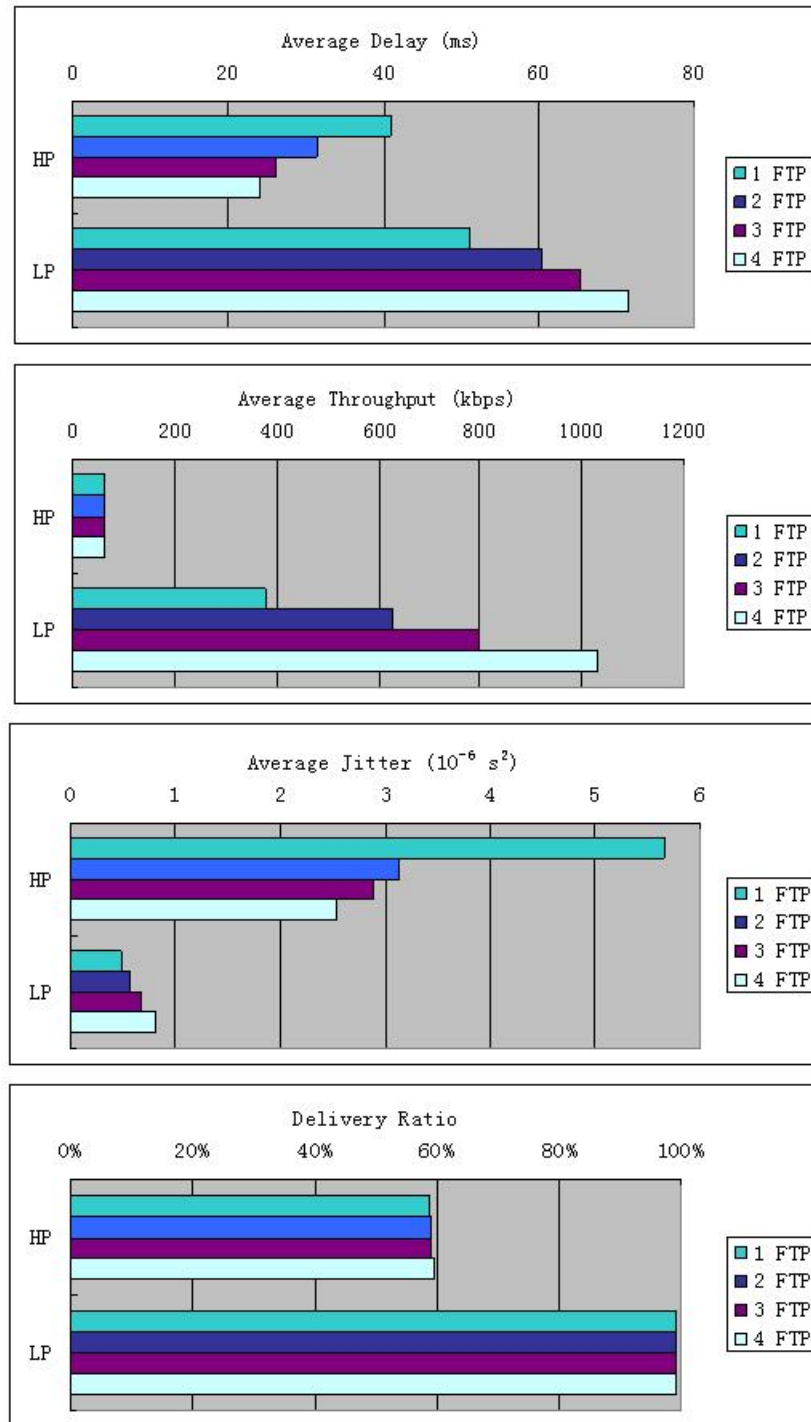 Average Delay (ms)
0 20 40 60 80
HP
LP
1 FTP
2 FTP
3 FTP
4 FTP
Average Throughput (kbps)
0 200 400 600 800 1000 1200
HP
LP
1 FTP
2 FTP
3 FTP
4 FTP
Average Jitter (10⁻⁶ s²)
0 1 2 3 4 5 6
HP
LP
1 FTP
2 FTP
3 FTP
4 FTP
Delivery Ratio
0% 20% 40% 60% 80% 100%
HP
LP
1 FTP
2 FTP
3 FTP
4 FTP